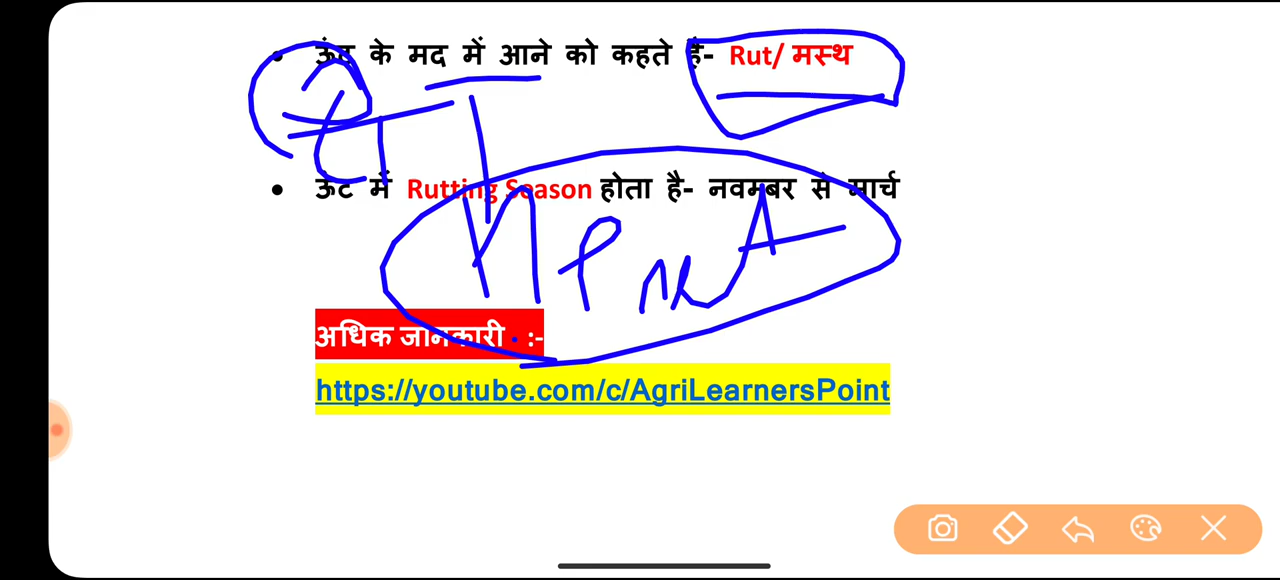 • ऊंट के मद में आने को कहते हैं- Rut/ मस्थ
• ऊंट में Rutting Season होता है- नवम्बर से मार्च
अधिक जानकारी :-
https://youtube.com/c/AgriLearnersPoint